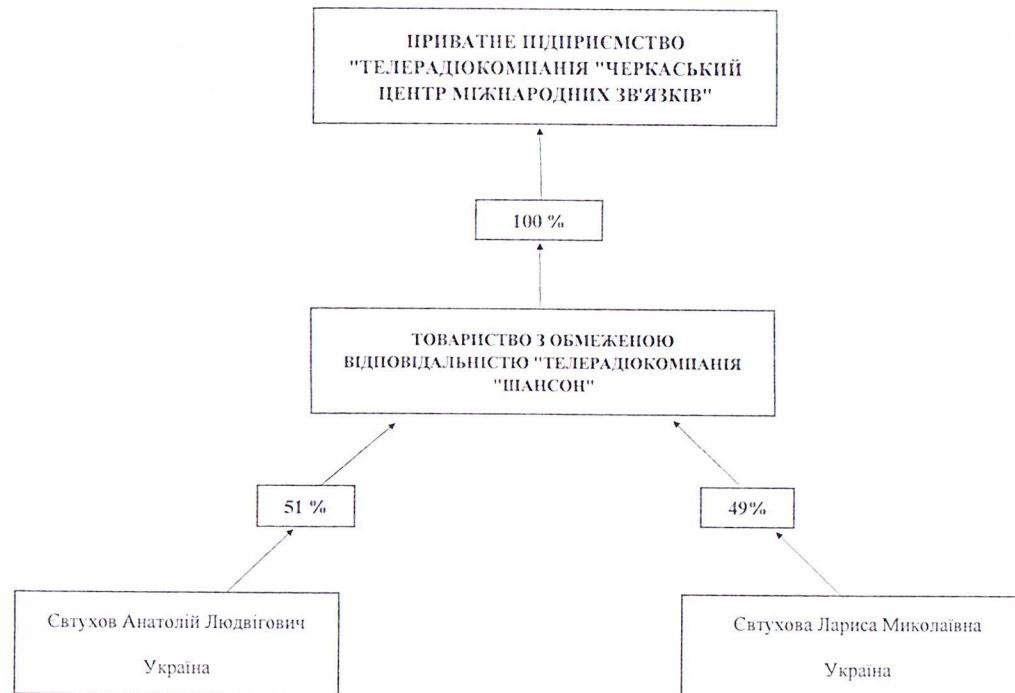 ПРИВАТНЕ ПІДПРИЄМСТВО
"ТЕЛЕРАДІОКОМПАНІЯ "ЧЕРКАСЬКИЙ
ЦЕНТР МІЖНАРОДНИХ ЗВ'ЯЗКІВ"
100 %
ТОВАРИСТВО З ОБМЕЖЕНОЮ
ВІДПОВІДАЛЬНІСТЮ "ТЕЛЕРАДІОКОМПАНІЯ
"ШАНСОН"
51 %
49%
Євтухов Анатолій Людвігович
Україна
Євтухова Лариса Миколаївна
Україна